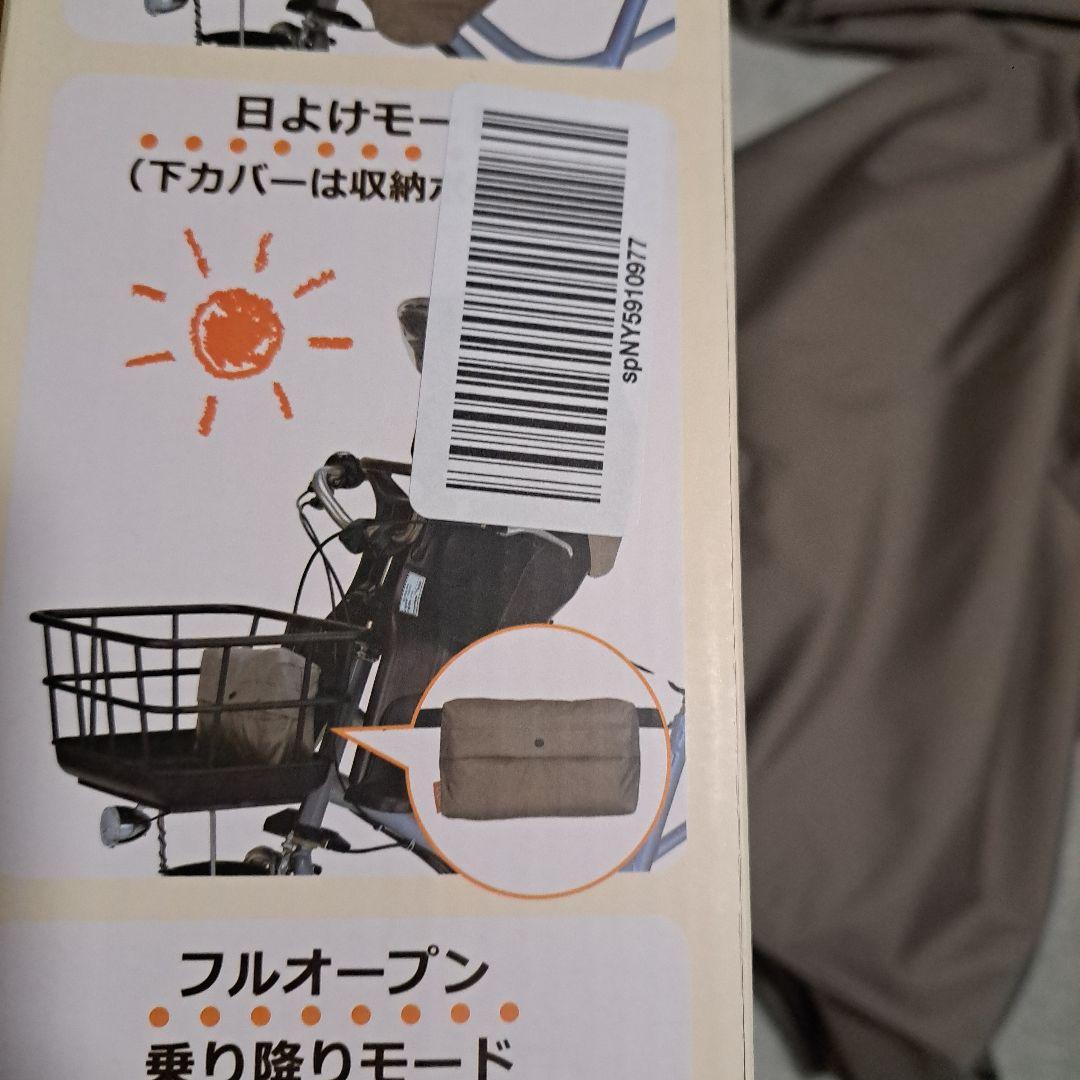 日よけモー
(下カバーは収納
spNY5910977
フルオープン
乗り降りモード